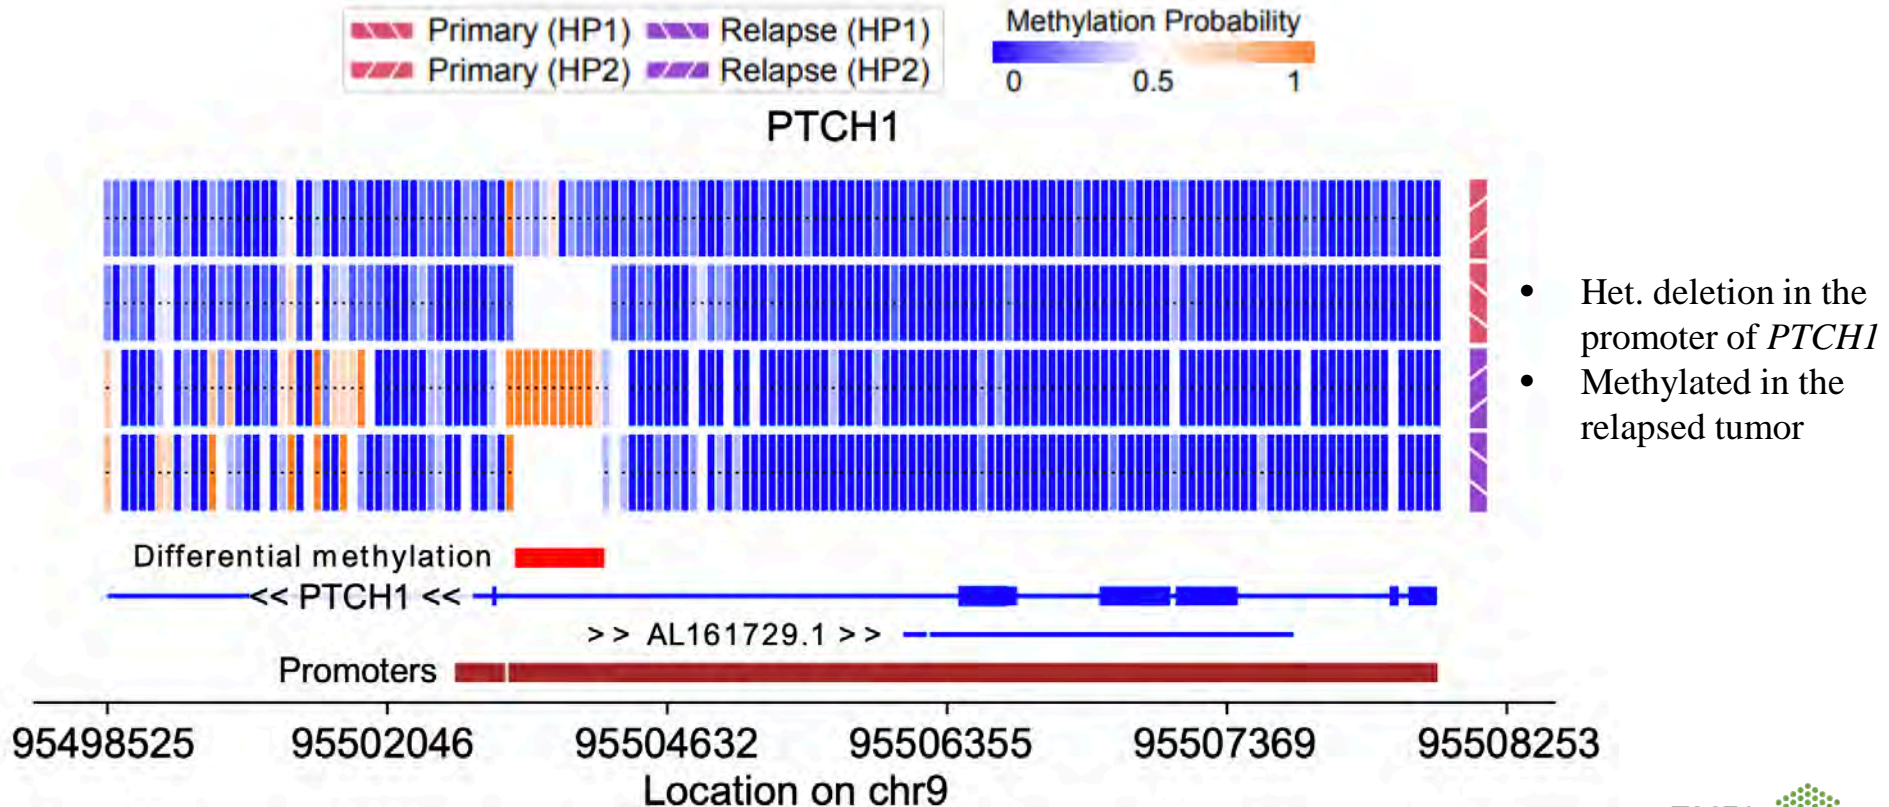 Primary (HP1) Relapse (HP1)
Primary (HP2) Relapse (HP2)
Methylation Probability
0 0.5 1
PTCH1
• Het. deletion in the
promoter of PTCH1
• Methylated in the
relapsed tumor
Differential methylation
<< PTCH1 <<
>> AL161729.1 >>
Promoters
95498525 95502046 95504632 95506355 95507369 95508253
Location on chr9